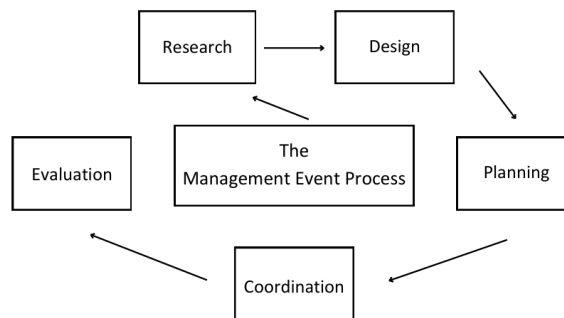 Research
Design
The
Management Event Process
Evaluation
Planning
Coordination